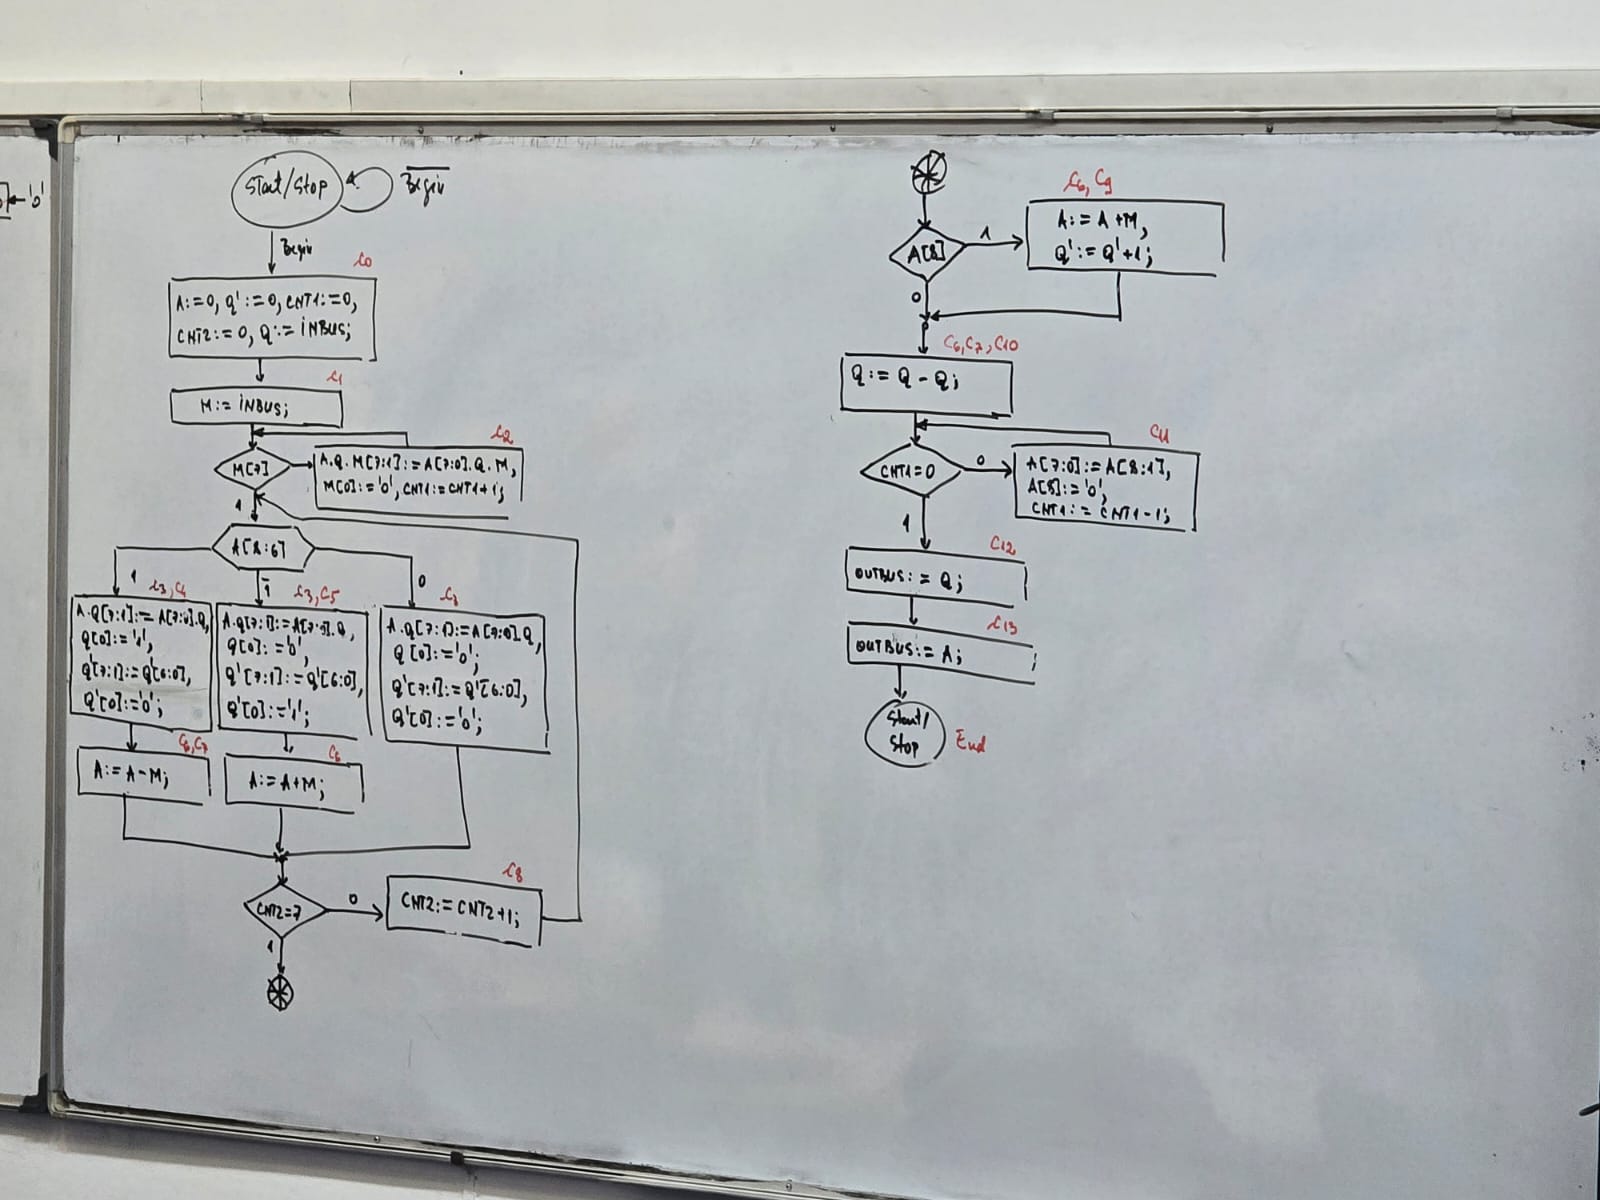 '0'
Start/Stop
Begin
Begin
c0
A:=0, Q':=0, CNT1:=0,
CNT2:=0, Q:= iNBUS;
c1
M:= iNBUS;
c2
M[7]
A.Q.M[7:1]:=A[7:0].Q.M,
M[0]:='0', CNT1:=CNT1+1;
1
A[8:6]
1
1̄
0
c3, c4
A.Q[7:1]:=A[7:0].Q,
Q[0]:='1',
Q'[7:1]:=Q'[6:0],
Q'[0]:='0';
c3, c5
A.Q[7:1]:=A[7:0].Q,
Q[0]:='0',
Q'[7:1]:=Q'[6:0],
Q'[0]:='1';
c3
A.Q[7:1]:=A[7:0].Q,
Q[0]:='0';
Q'[7:1]:=Q'[6:0],
Q'[0]:='0';
c6,c7
A:=A-M;
c6
A:=A+M;
CNT2=7
0
c8
CNT2:=CNT2+1;
1
A[8]
1
c6, c9
A:=A+M,
Q':=Q'+1;
0
c6,c7,c10
Q:= Q - Q;
CNT1=0
0
c11
A[7:0]:=A[8:1],
A[8]:='0',
CNT1:=CNT1-1;
1
c12
OUTBUS:=Q;
c13
OUTBUS:=A;
Start/
Stop
End